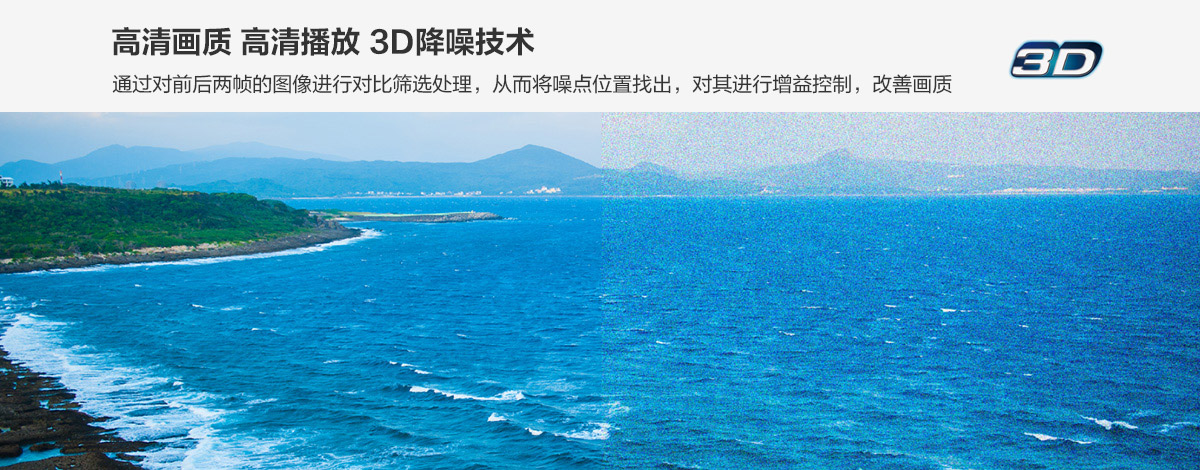 高清画质 高清播放 3D降噪技术
3D
通过对前后两帧的图像进行对比筛选处理，从而将噪点位置找出，对其进行增益控制，改善画质